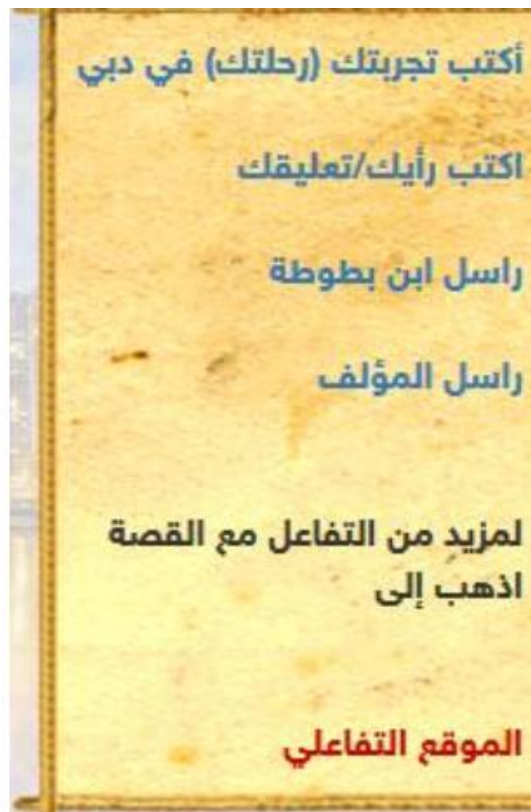 أكتب تجربتك (رحلتك) في دبي
اكتب رأيك/تعليقك
راسل ابن بطوطة
راسل المؤلف
لمزيد من التفاعل مع القصة
اذهب إلى
الموقع التفاعلي